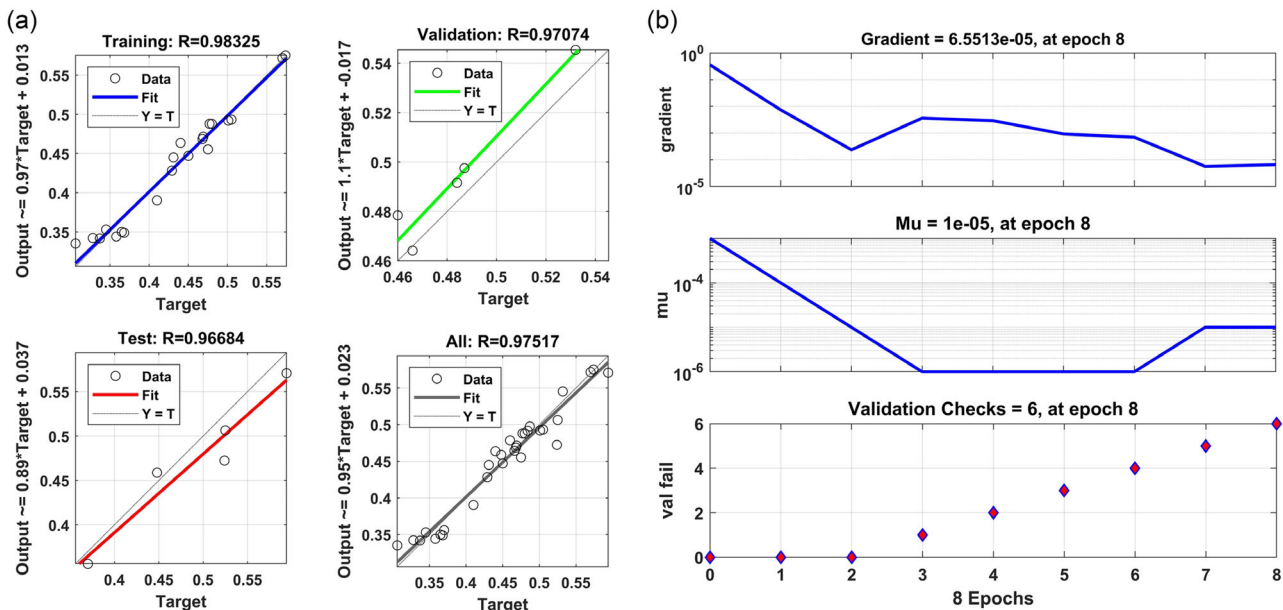 (a)
Training: R=0.98325
Output ~= 0.97*Target + 0.013
0.55
0.5
0.45
0.4
0.35
Data
Fit
Y = T
0.35 0.4 0.45 0.5 0.55
Target
Validation: R=0.97074
Output ~= 1.1*Target + -0.017
0.54
0.52
0.5
0.48
0.46
Data
Fit
Y = T
0.46 0.48 0.5 0.52 0.54
Target
Test: R=0.96684
Output ~= 0.89*Target + 0.037
0.55
0.5
0.45
0.4
Data
Fit
Y = T
0.4 0.45 0.5 0.55
Target
All: R=0.97517
Output ~= 0.95*Target + 0.023
0.55
0.5
0.45
0.4
0.35
Data
Fit
Y = T
0.35 0.4 0.45 0.5 0.55
Target
(b)
Gradient = 6.5513e-05, at epoch 8
gradient
10^0
10^-5
Mu = 1e-05, at epoch 8
mu
10^-4
10^-6
Validation Checks = 6, at epoch 8
val fail
6
4
2
0
0 1 2 3 4 5 6 7 8
8 Epochs